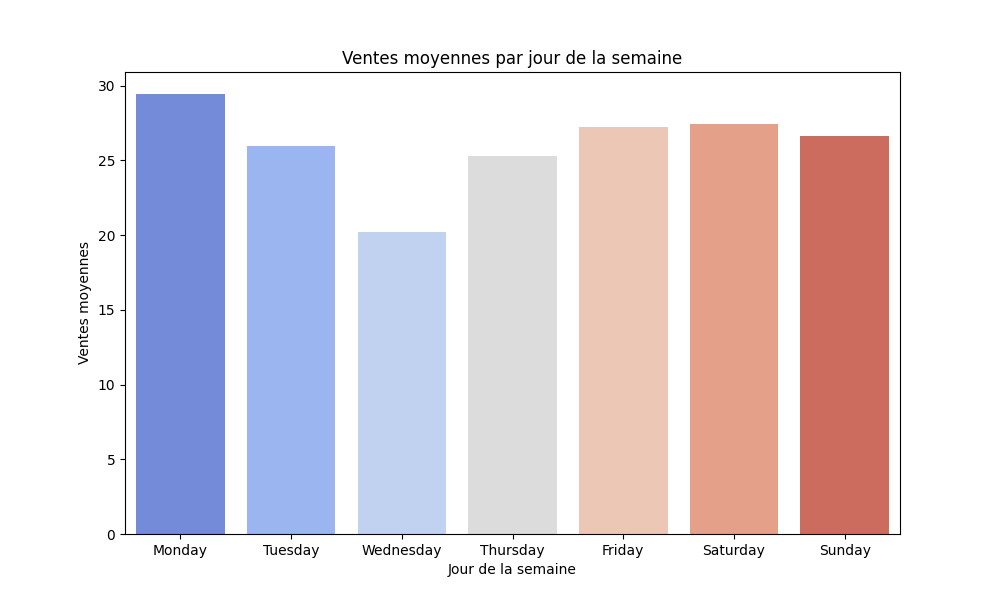 Ventes moyennes par jour de la semaine
30
25
20
15
10
5
0
Ventes moyennes
Monday Tuesday Wednesday Thursday Friday Saturday Sunday
Jour de la semaine